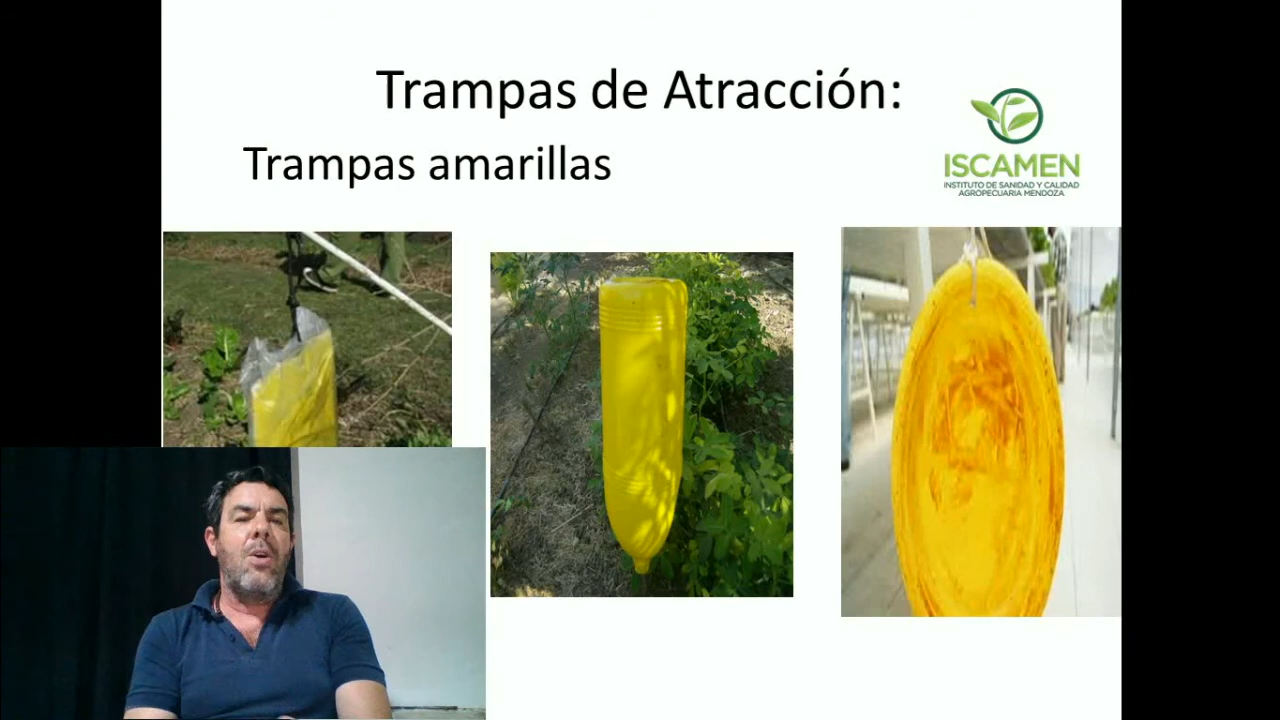 Trampas de Atracción:
Trampas amarillas
ISCAMEN
INSTITUTO DE SANIDAD Y CALIDAD
AGROPECUARIA MENDOZA